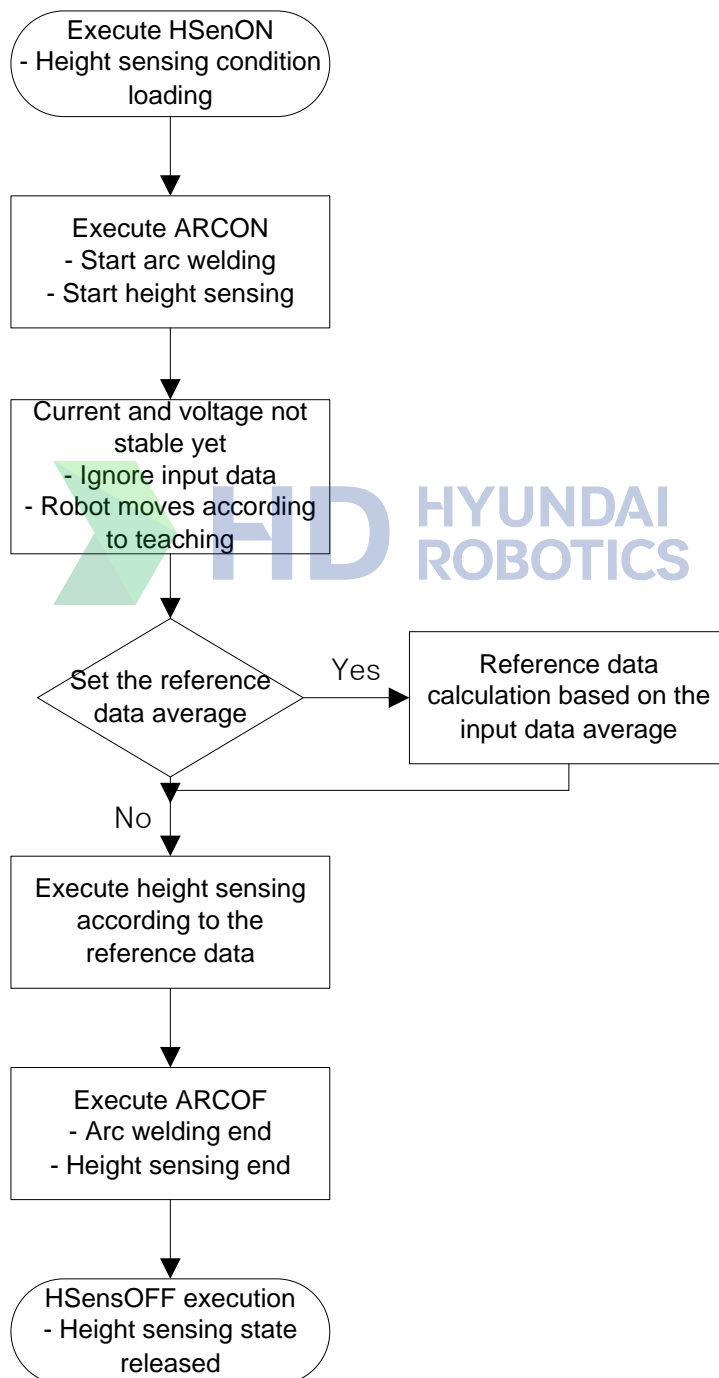 Execute HSenON
- Height sensing condition
loading
Execute ARCON
- Start arc welding
- Start height sensing
Current and voltage not
stable yet
- Ignore input data
- Robot moves according
to teaching
HD HYUNDAI
ROBOTICS
Set the reference
data average
Yes
Reference data
calculation based on the
input data average
No
Execute height sensing
according to the
reference data
Execute ARCOF
- Arc welding end
- Height sensing end
HSensOFF execution
- Height sensing state
released